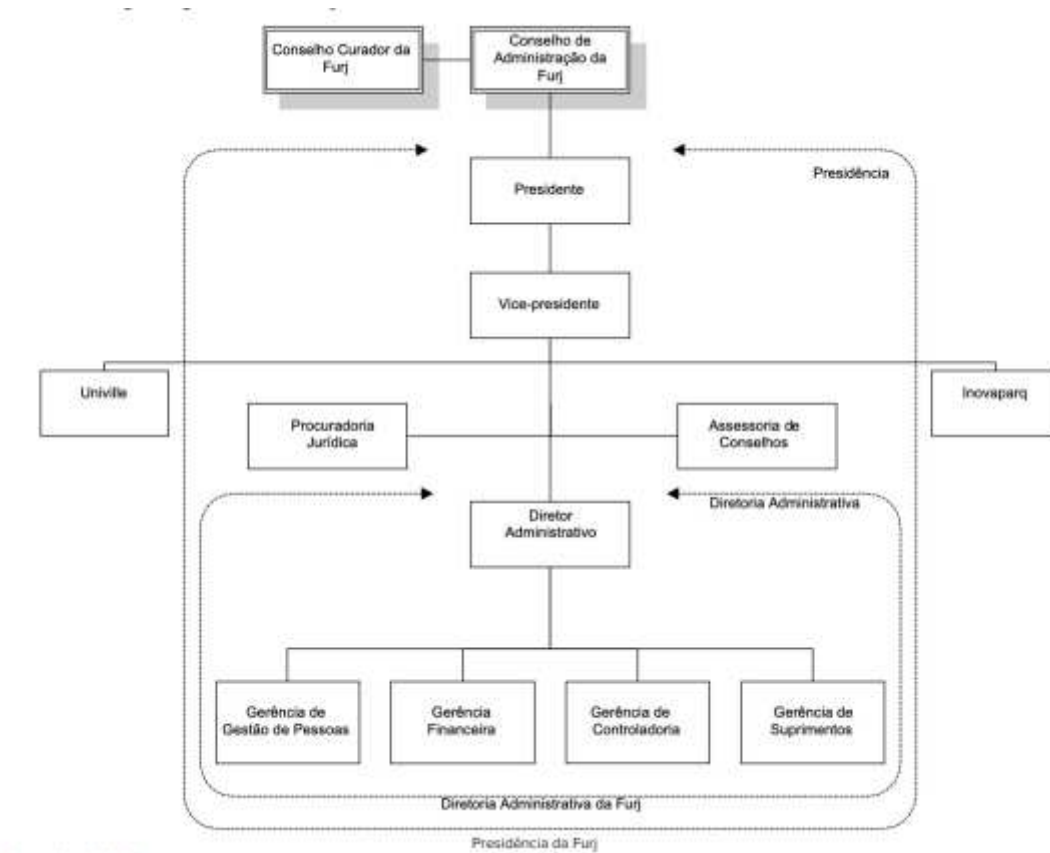 Conselho Curador da
Furj
Conselho de
Administração da
Furj
Presidência
Presidente
Vice-presidente
Univille
Inovaparq
Procuradoria
Jurídica
Assessoria de
Conselhos
Diretoria Administrativa
Diretor
Administrativo
Gerência de
Gestão de Pessoas
Gerência
Financeira
Gerência de
Controladoria
Gerência de
Suprimentos
Diretoria Administrativa da Furj
Presidência da Furj